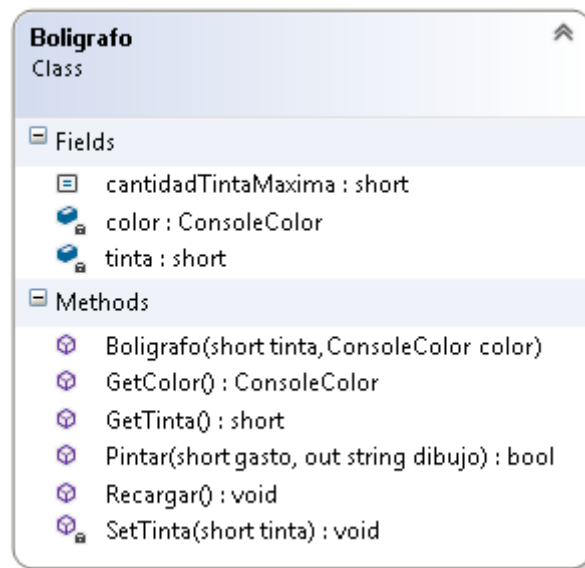 Boligrafo
Class
Fields
cantidadTintaMaxima : short
color : ConsoleColor
tinta : short
Methods
Boligrafo(short tinta, ConsoleColor color)
GetColor() : ConsoleColor
GetTinta() : short
Pintar(short gasto, out string dibujo) : bool
Recargar() : void
SetTinta(short tinta) : void